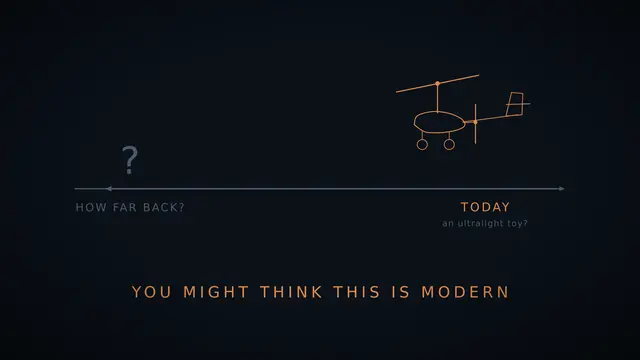 ?
HOW FAR BACK?
TODAY
an ultralight toy?
YOU MIGHT THINK THIS IS MODERN